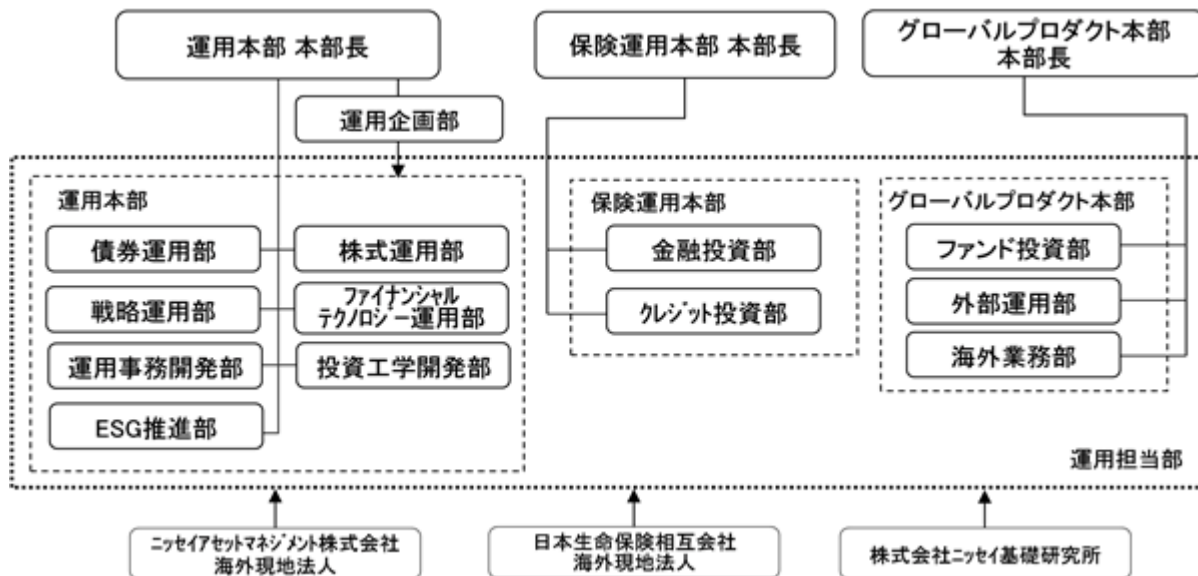 運用本部 本部長
保険運用本部 本部長
グローバルプロダクト本部
本部長
運用企画部
運用本部
債券運用部
株式運用部
戦略運用部
ファイナンシャル
テクノロジー運用部
運用事務開発部
投資工学開発部
ESG推進部
保険運用本部
金融投資部
クレジット投資部
グローバルプロダクト本部
ファンド投資部
外部運用部
海外業務部
運用担当部
ニッセイアセットマネジメント株式会社
海外現地法人
日本生命保険相互会社
海外現地法人
株式会社ニッセイ基礎研究所